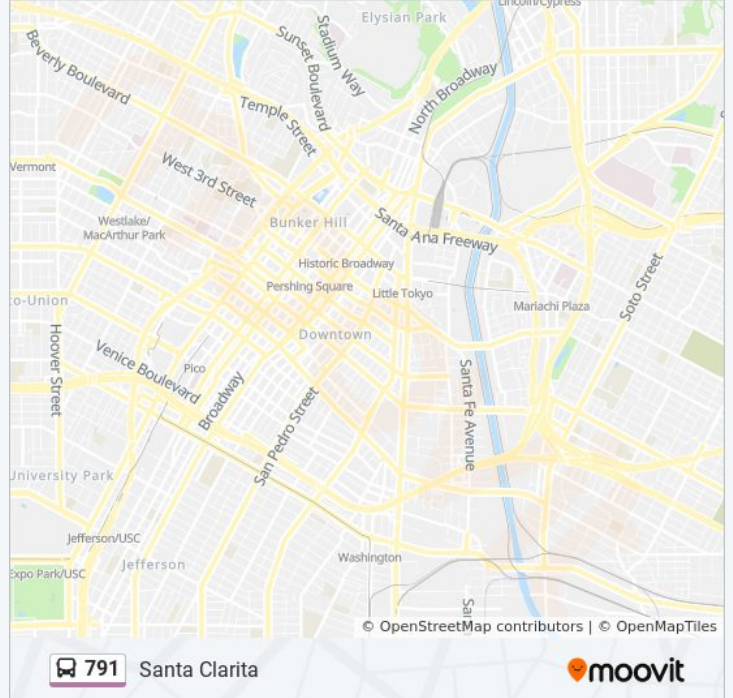 Lincoln/Cypress
Elysian Park
Stadium Way
Sunset Boulevard
Beverly Boulevard
North Broadway
Temple Street
Vermont
West 3rd Street
Westlake/
MacArthur Park
Bunker Hill
Santa Ana Freeway
Historic Broadway
Pershing Square
Little Tokyo
Mariachi Plaza
Soto Street
co-Union
Downtown
Hoover Street
Venice Boulevard
Pico
Broadway
San Pedro Street
Santa Fe Avenue
University Park
Jefferson/USC
Jefferson
Expo Park/USC
Washington
San
© OpenStreetMap contributors | © OpenMapTiles
791 Santa Clarita
moovit